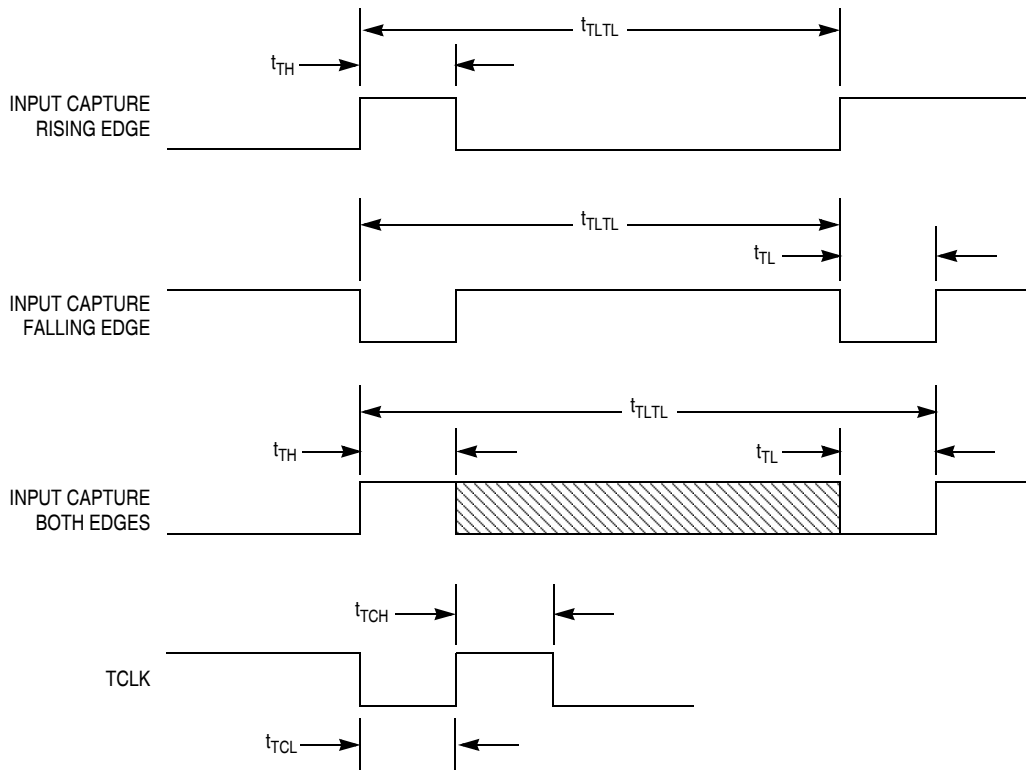 tTLTL
tTH
INPUT CAPTURE
RISING EDGE
tTLTL
tTL
INPUT CAPTURE
FALLING EDGE
tTLTL
tTH
tTL
INPUT CAPTURE
BOTH EDGES
tTCH
TCLK
tTCL